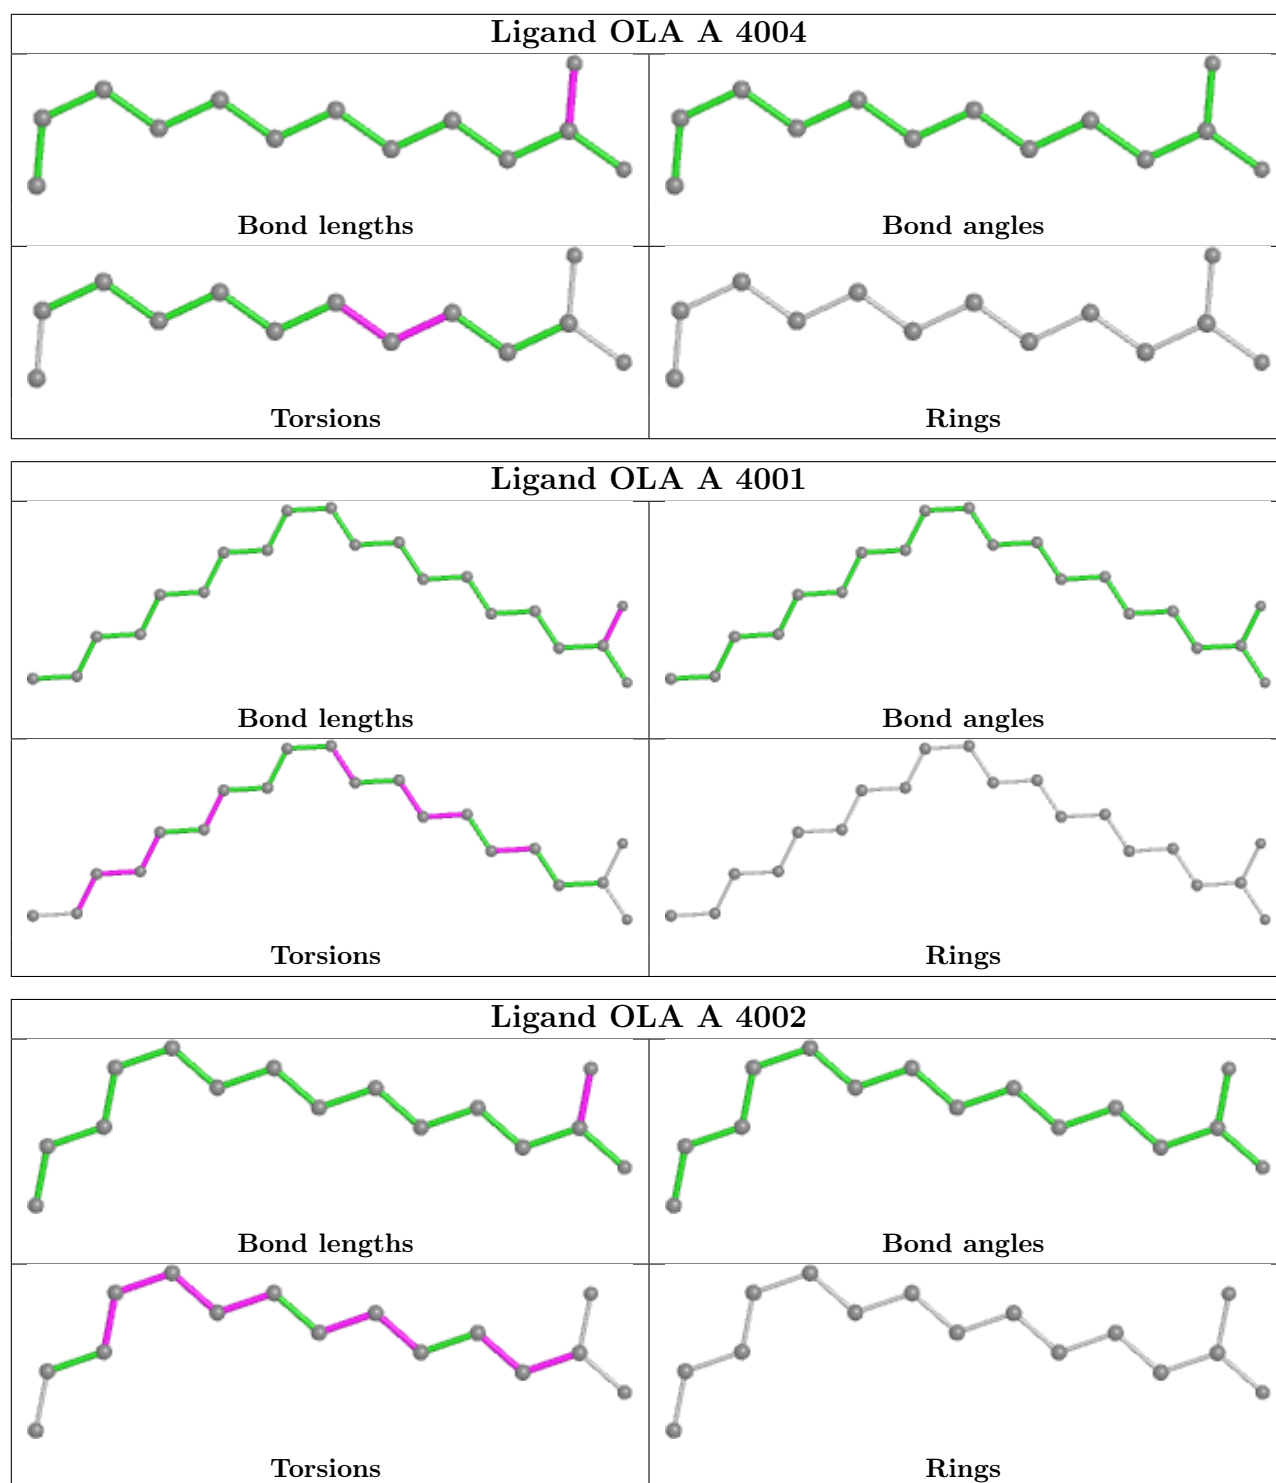 Ligand OLA A 4004
Bond lengths
Bond angles
Torsions
Rings
Ligand OLA A 4001
Bond lengths
Bond angles
Torsions
Rings
Ligand OLA A 4002
Bond lengths
Bond angles
Torsions
Rings